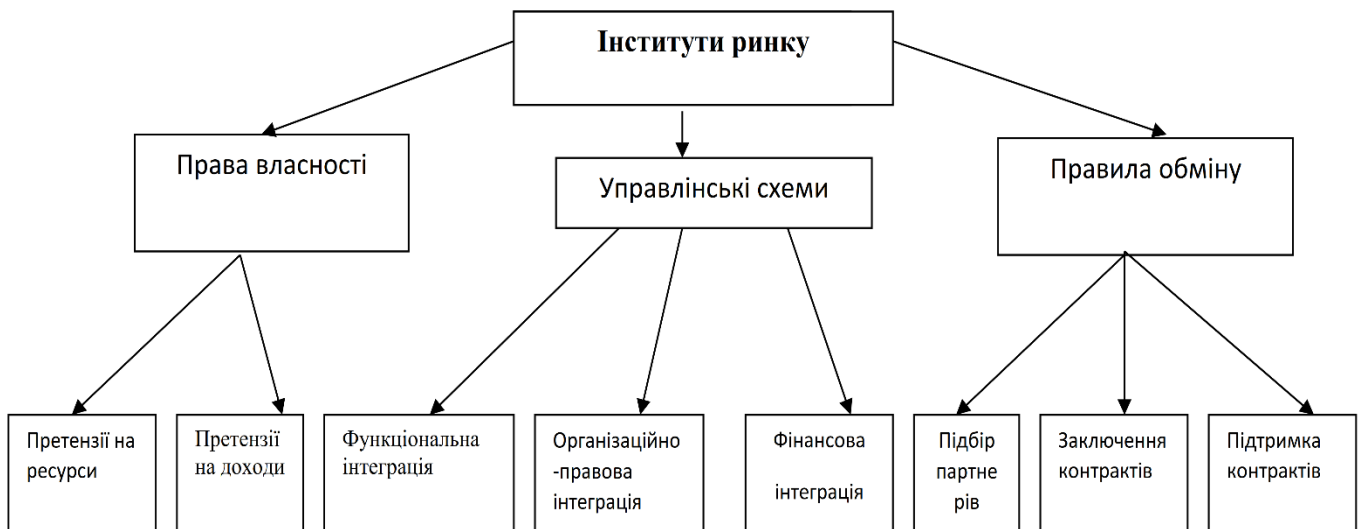 Інститути ринку
Права власності
Управлінські схеми
Правила обміну
Претензії на
ресурси
Претензії
на доходи
Функціональна
інтеграція
Організаційно
-правова
інтеграція
Фінансова
інтеграція
Підбір
партне
рів
Заключення
контрактів
Підтримка
контрактів